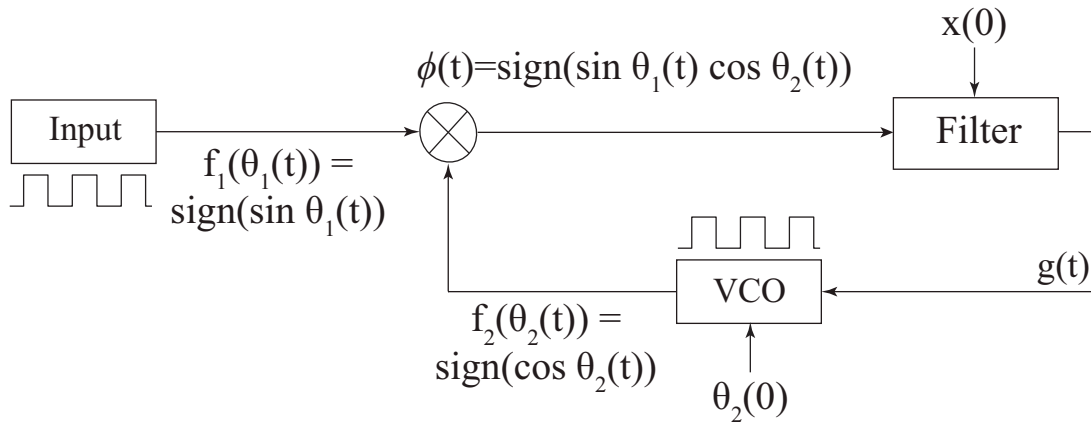 x(0)
ϕ(t)=sign(sin θ₁(t) cos θ₂(t))
Input
Filter
f₁(θ₁(t)) =
sign(sin θ₁(t))
g(t)
VCO
f₂(θ₂(t)) =
sign(cos θ₂(t))
θ₂(0)